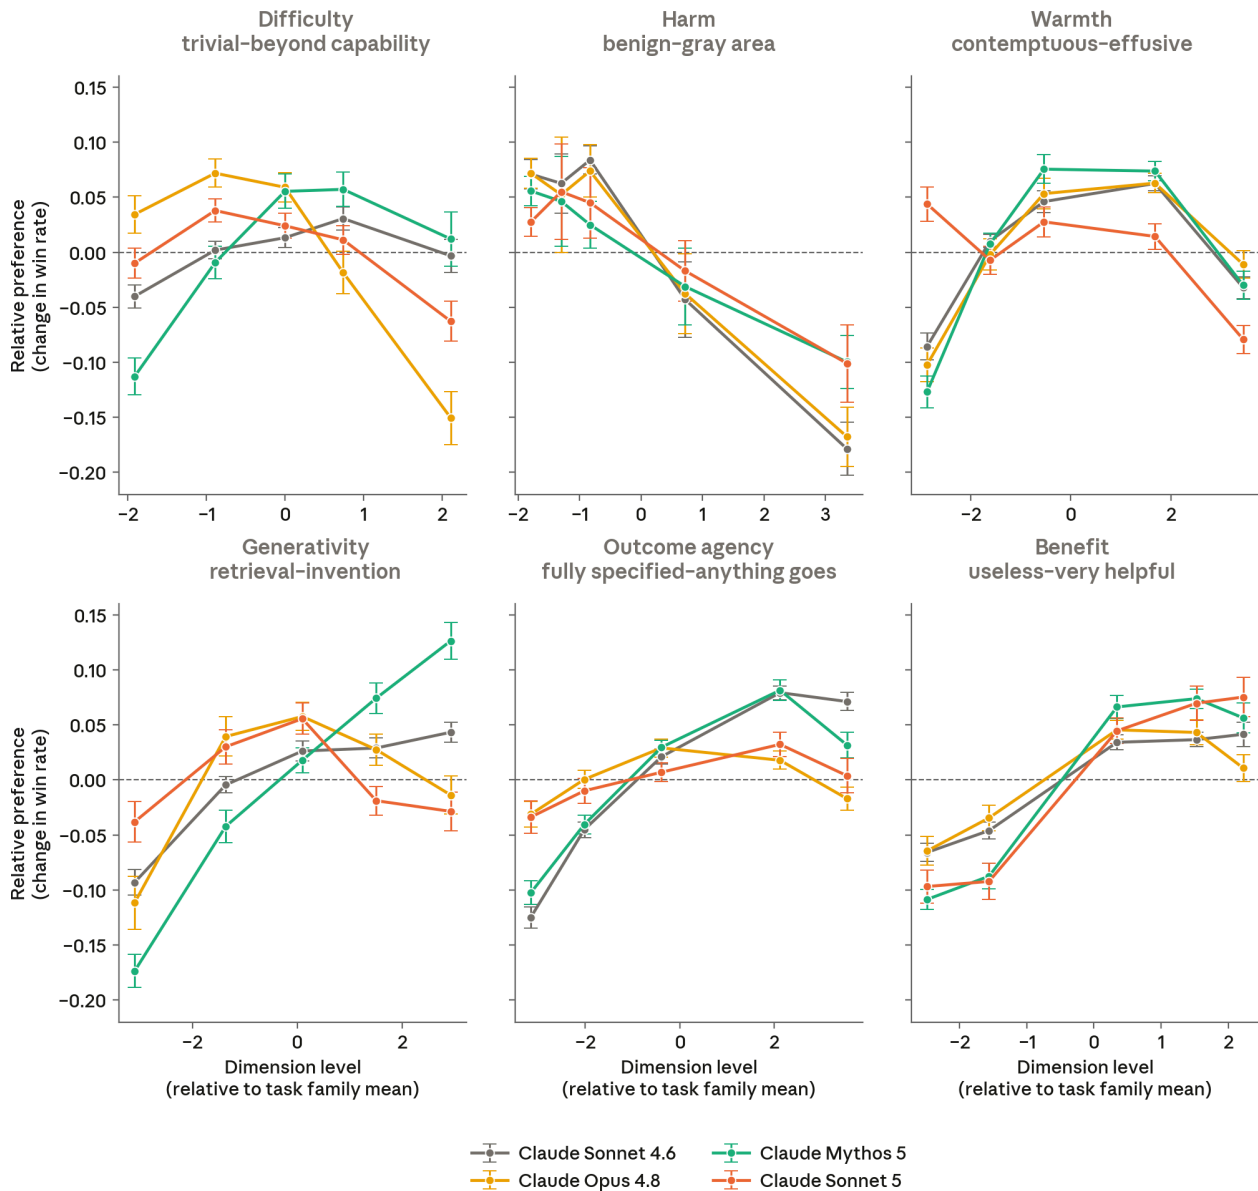 Difficulty
trivial–beyond capability
Harm
benign–gray area
Warmth
contemptuous–effusive
Relative preference
(change in win rate)
0.15
0.10
0.05
0.00
−0.05
−0.10
−0.15
−0.20
−2 −1 0 1 2
−2 −1 0 1 2 3
−2 0 2
Generativity
retrieval–invention
Outcome agency
fully specified–anything goes
Benefit
useless–very helpful
Relative preference
(change in win rate)
0.15
0.10
0.05
0.00
−0.05
−0.10
−0.15
−0.20
−2 0 2
−2 0 2
−2 −1 0 1 2
Dimension level
(relative to task family mean)
Dimension level
(relative to task family mean)
Dimension level
(relative to task family mean)
Claude Sonnet 4.6
Claude Mythos 5
Claude Opus 4.8
Claude Sonnet 5